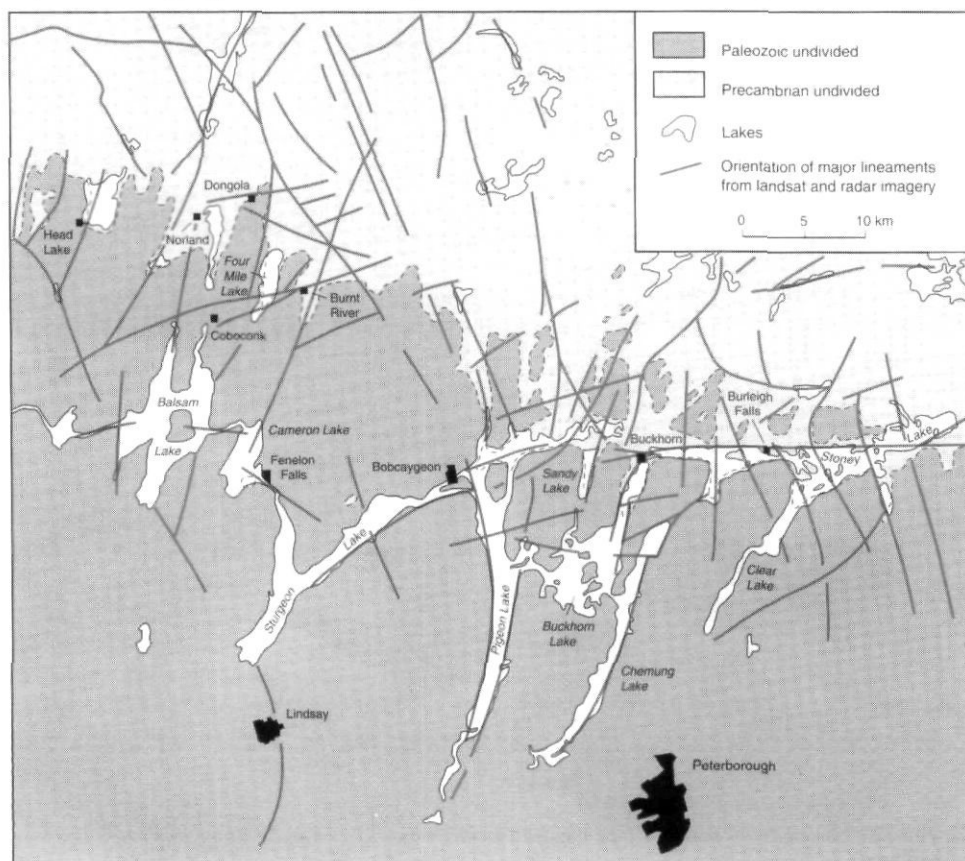 Paleozoic undivided
Precambrian undivided
Lakes
Orientation of major lineaments
from landsat and radar imagery
0 5 10 km
Dongola
Head
Lake
Norland
Four
Mile
Lake
Burnt
River
Coboconk
Balsam
Lake
Cameron Lake
Fenelon
Falls
Bobcaygeon
Sandy
Lake
Buckhorn
Burleigh
Falls
Stoney
Lake
Sturgeon
Lake
Pigeon Lake
Buckhorn
Lake
Clear
Lake
Chemung
Lake
Lindsay
Peterborough